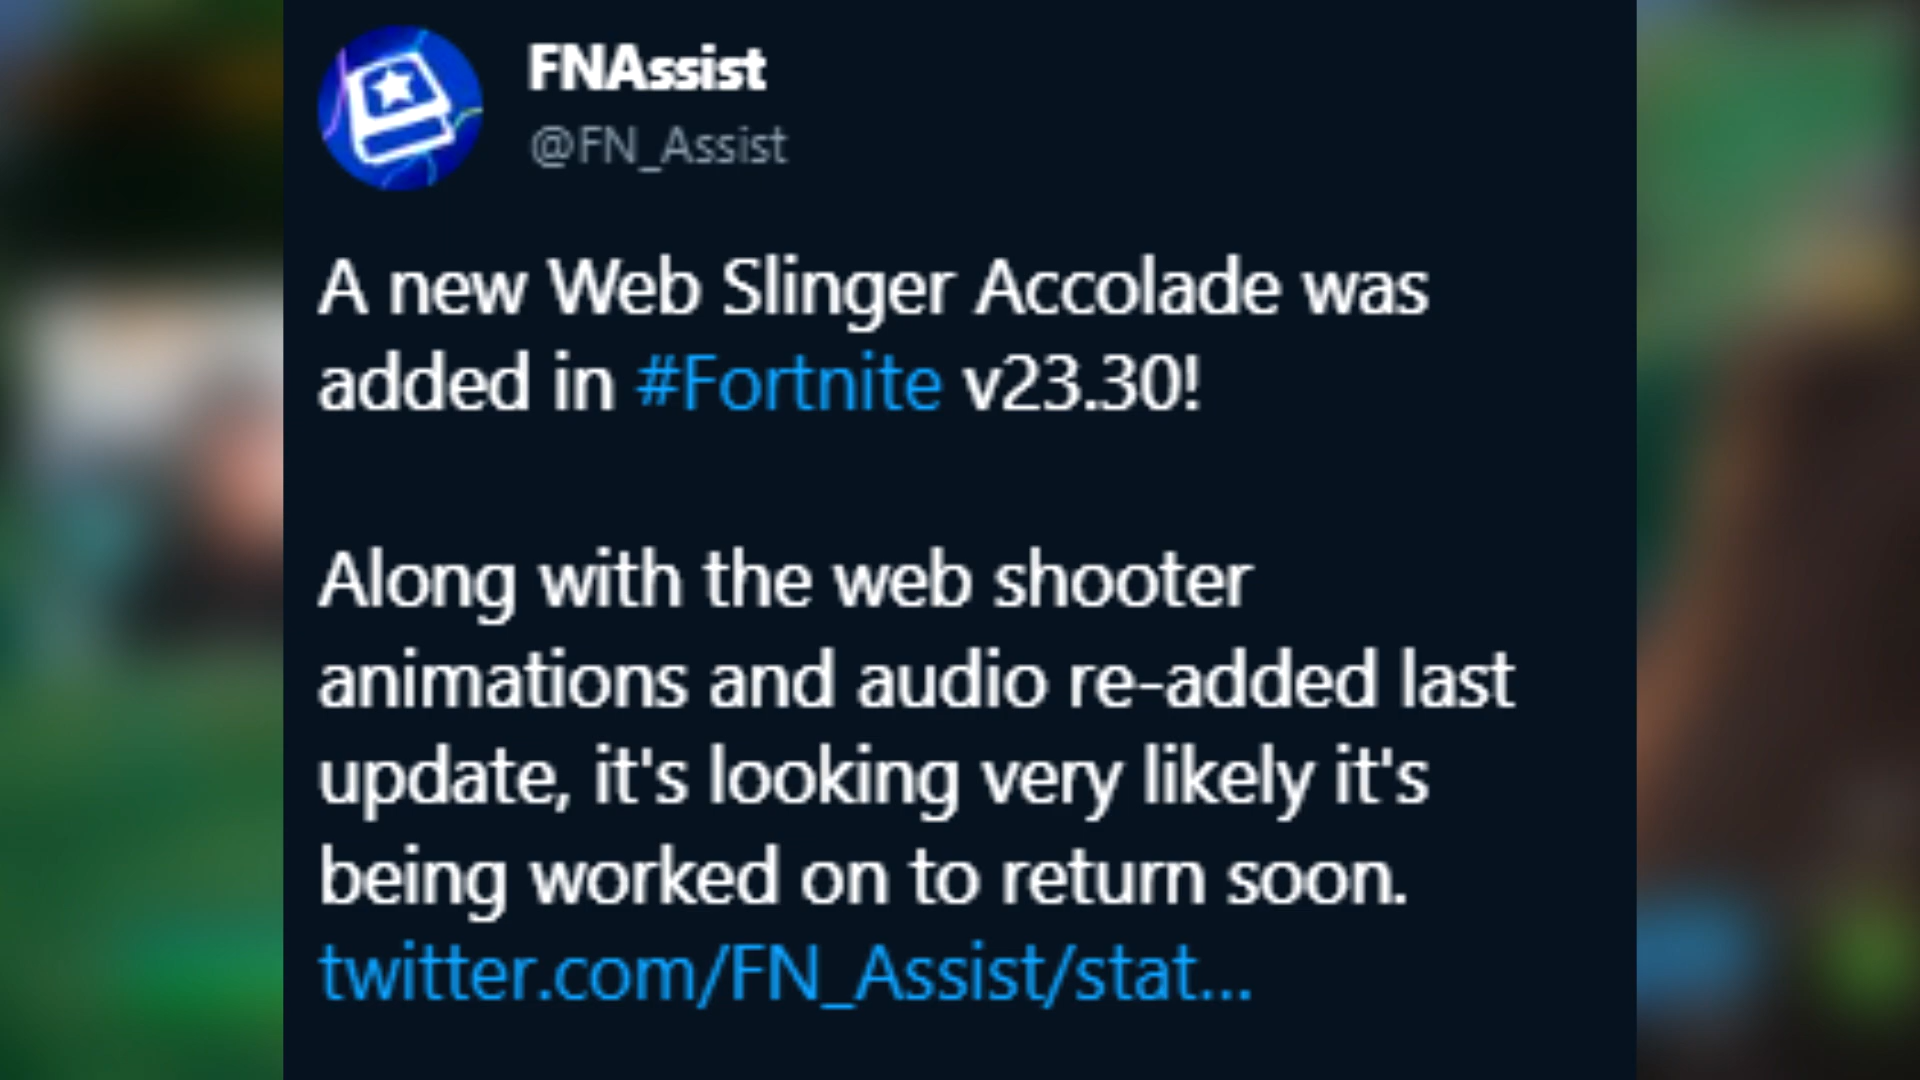 FNAssist
@FN_Assist
A new Web Slinger Accolade was
added in #Fortnite v23.30!
Along with the web shooter
animations and audio re-added last
update, it's looking very likely it's
being worked on to return soon.
twitter.com/FN_Assist/stat...